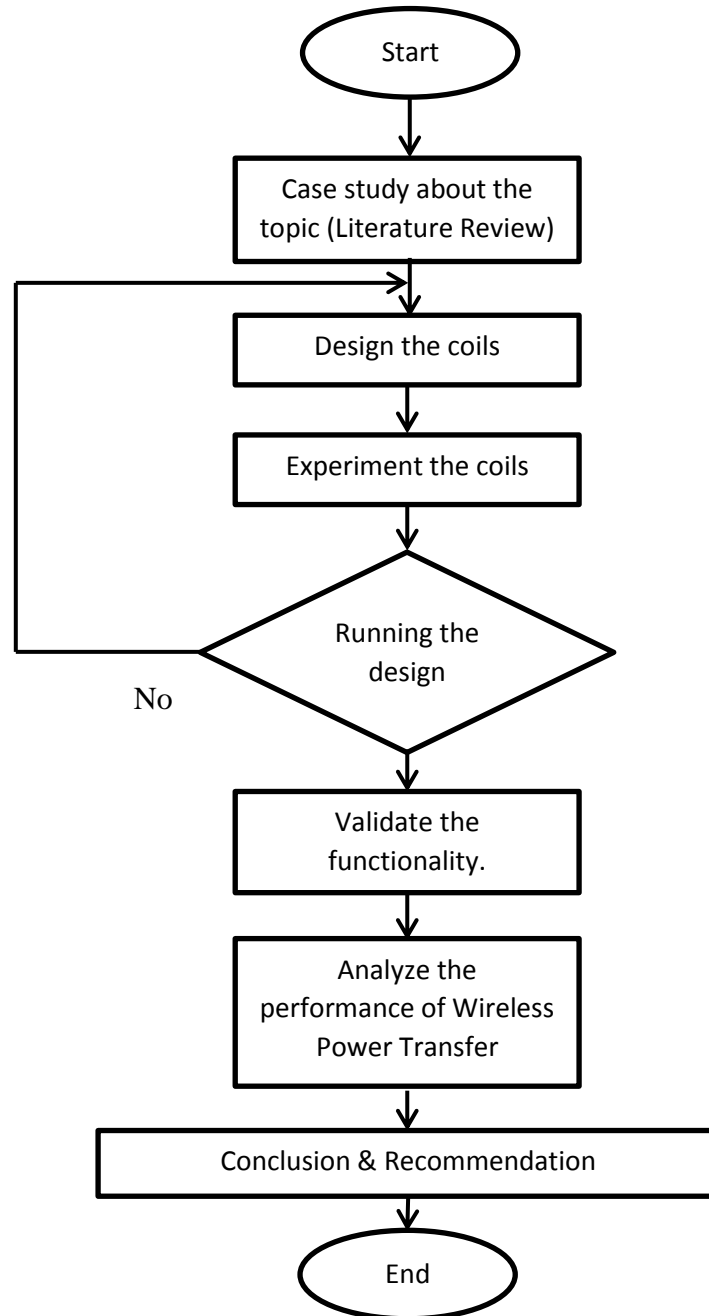 Start
Case study about the
topic (Literature Review)
Design the coils
Experiment the coils
Running the
design
No
Validate the
functionality.
Analyze the
performance of Wireless
Power Transfer
Conclusion & Recommendation
End